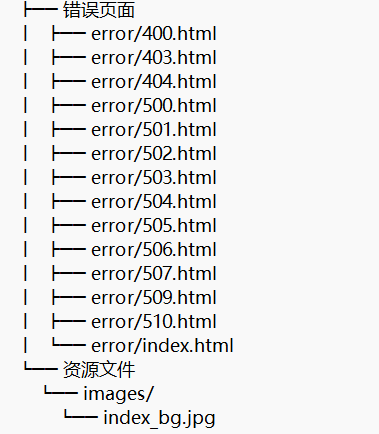 ├── 错误页面
│   ├── error/400.html
│   ├── error/403.html
│   ├── error/404.html
│   ├── error/500.html
│   ├── error/501.html
│   ├── error/502.html
│   ├── error/503.html
│   ├── error/504.html
│   ├── error/505.html
│   ├── error/506.html
│   ├── error/507.html
│   ├── error/509.html
│   ├── error/510.html
│   └── error/index.html
└── 资源文件
    └── images/
        └── index_bg.jpg